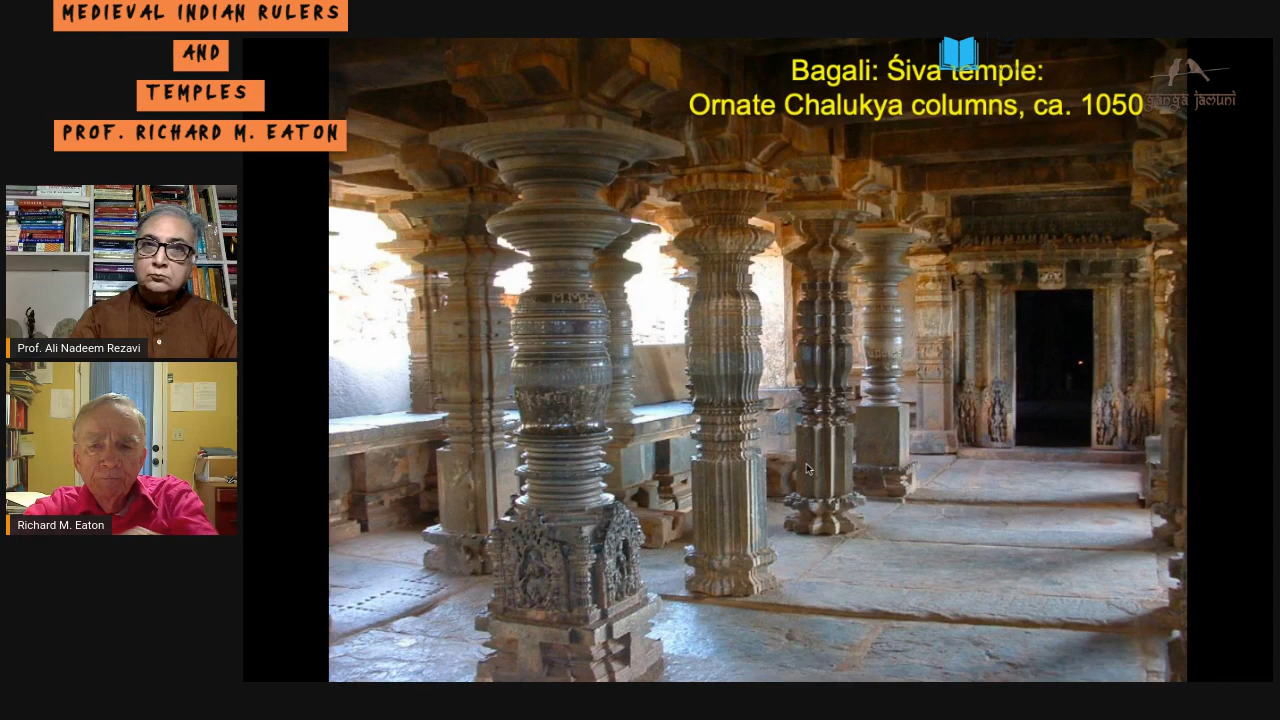 MEDIEVAL INDIAN RULERS
AND
TEMPLES
PROF. RICHARD M. EATON
Bagali: Śiva temple:
Ornate Chalukya columns, ca. 1050
ganga jamuni
Prof. Ali Nadeem Rezavi
Richard M. Eaton